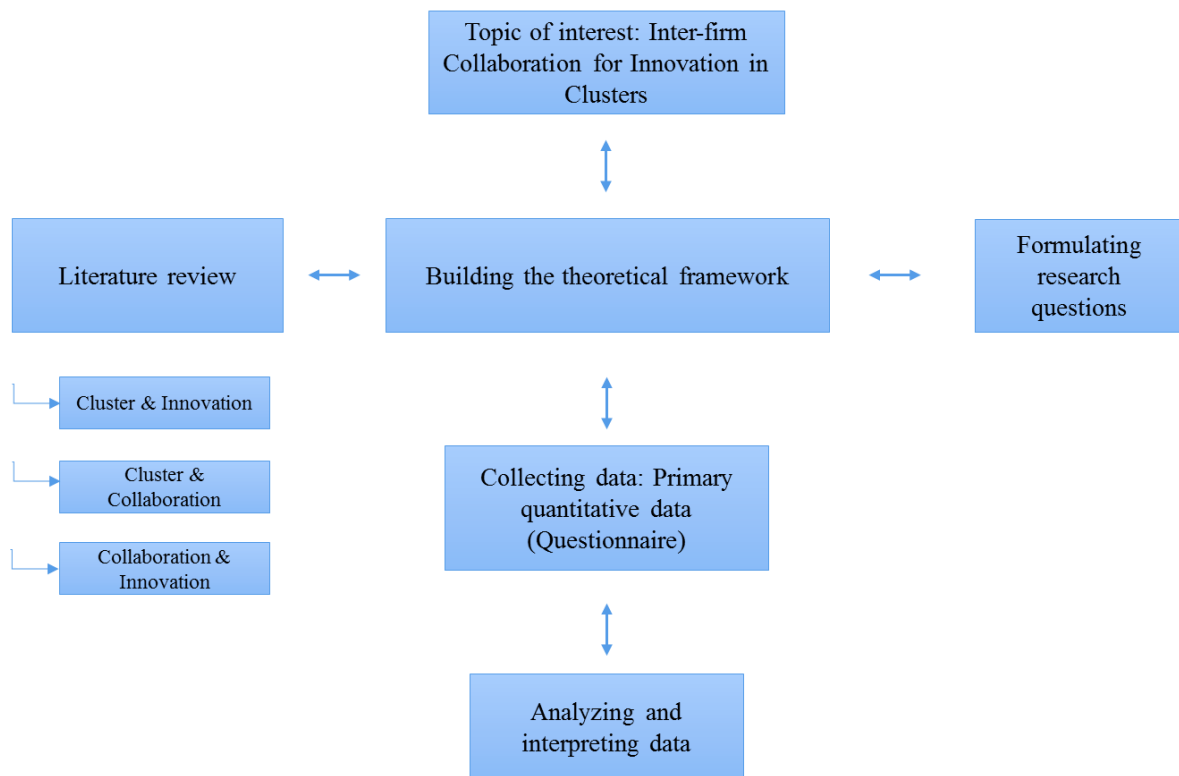 Topic of interest: Inter-firm
Collaboration for Innovation in
Clusters
Literature review
Building the theoretical framework
Formulating
research
questions
Cluster & Innovation
Cluster &
Collaboration
Collaboration &
Innovation
Collecting data: Primary
quantitative data
(Questionnaire)
Analyzing and
interpreting data